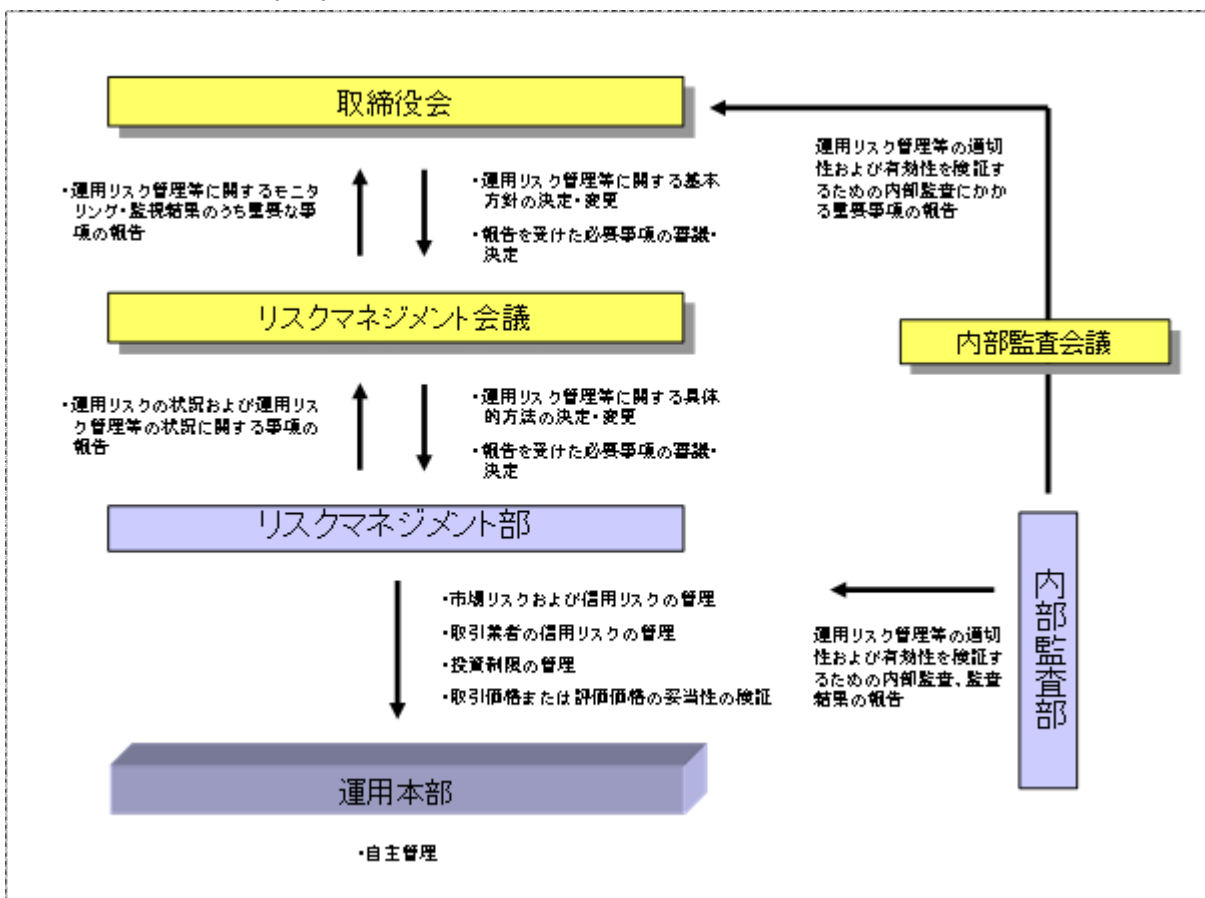 取締役会
・運用リスク管理等に関するモニ
タリング・監視結果のうち重要な事
項の報告
・運用リスク管理等に関する基本
方針の決定・変更
・報告を受けた必要事項の審議・
決定
運用リスク管理等の適切
性および有効性を検証す
るための内部監査にかか
る重要事項の報告
リスクマネジメント会議
内部監査会議
・運用リスクの状況および運用リス
ク管理等の状況に関する事項の
報告
・運用リスク管理等に関する具体
的方法の決定・変更
・報告を受けた必要事項の審議・
決定
リスクマネジメント部
・市場リスクおよび信用リスクの管理
・取引業者の信用リスクの管理
・投資制限の管理
・取引価格または評価価格の妥当性の検証
運用リスク管理等の適切
性および有効性を検証す
るための内部監査、監査
結果の報告
内部監査部
運用本部
・自主管理